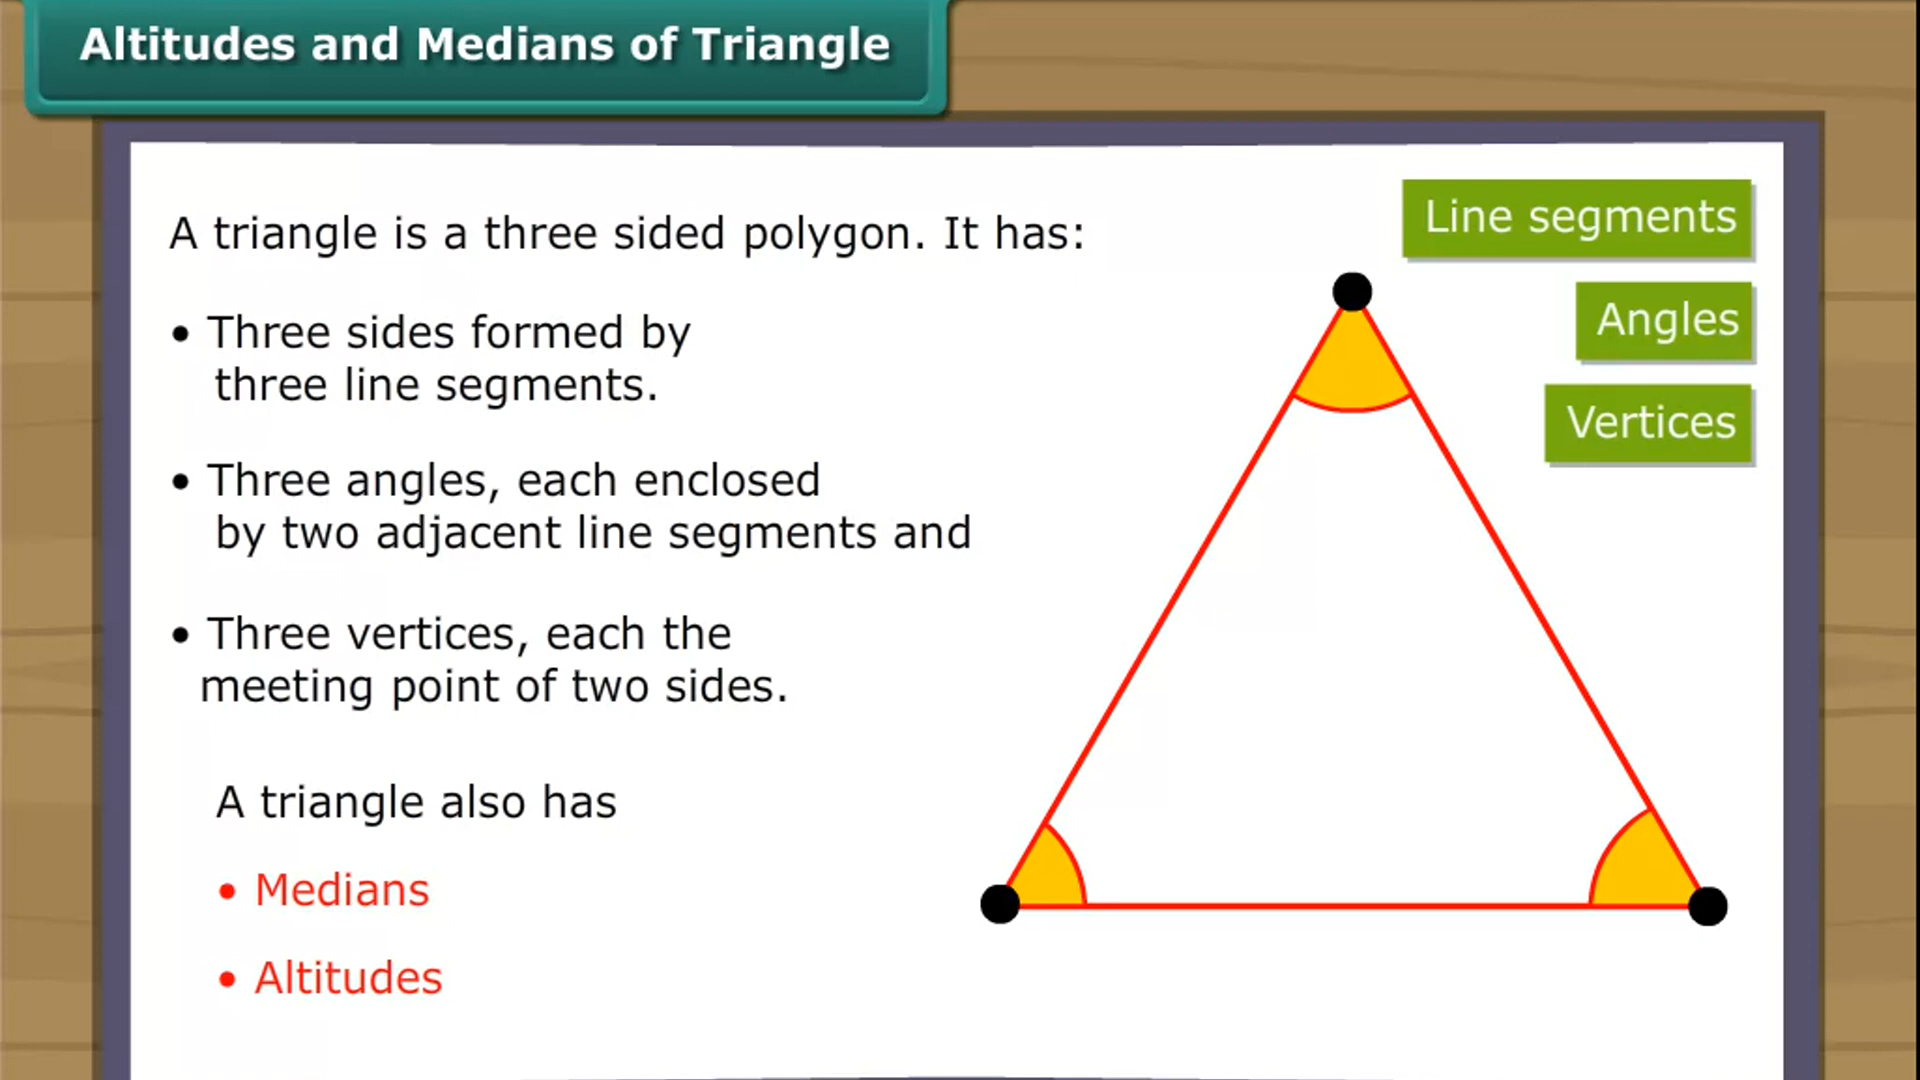 Altitudes and Medians of Triangle
A triangle is a three sided polygon. It has:
• Three sides formed by
three line segments.
• Three angles, each enclosed
by two adjacent line segments and
• Three vertices, each the
meeting point of two sides.
A triangle also has
• Medians
• Altitudes
Line segments
Angles
Vertices